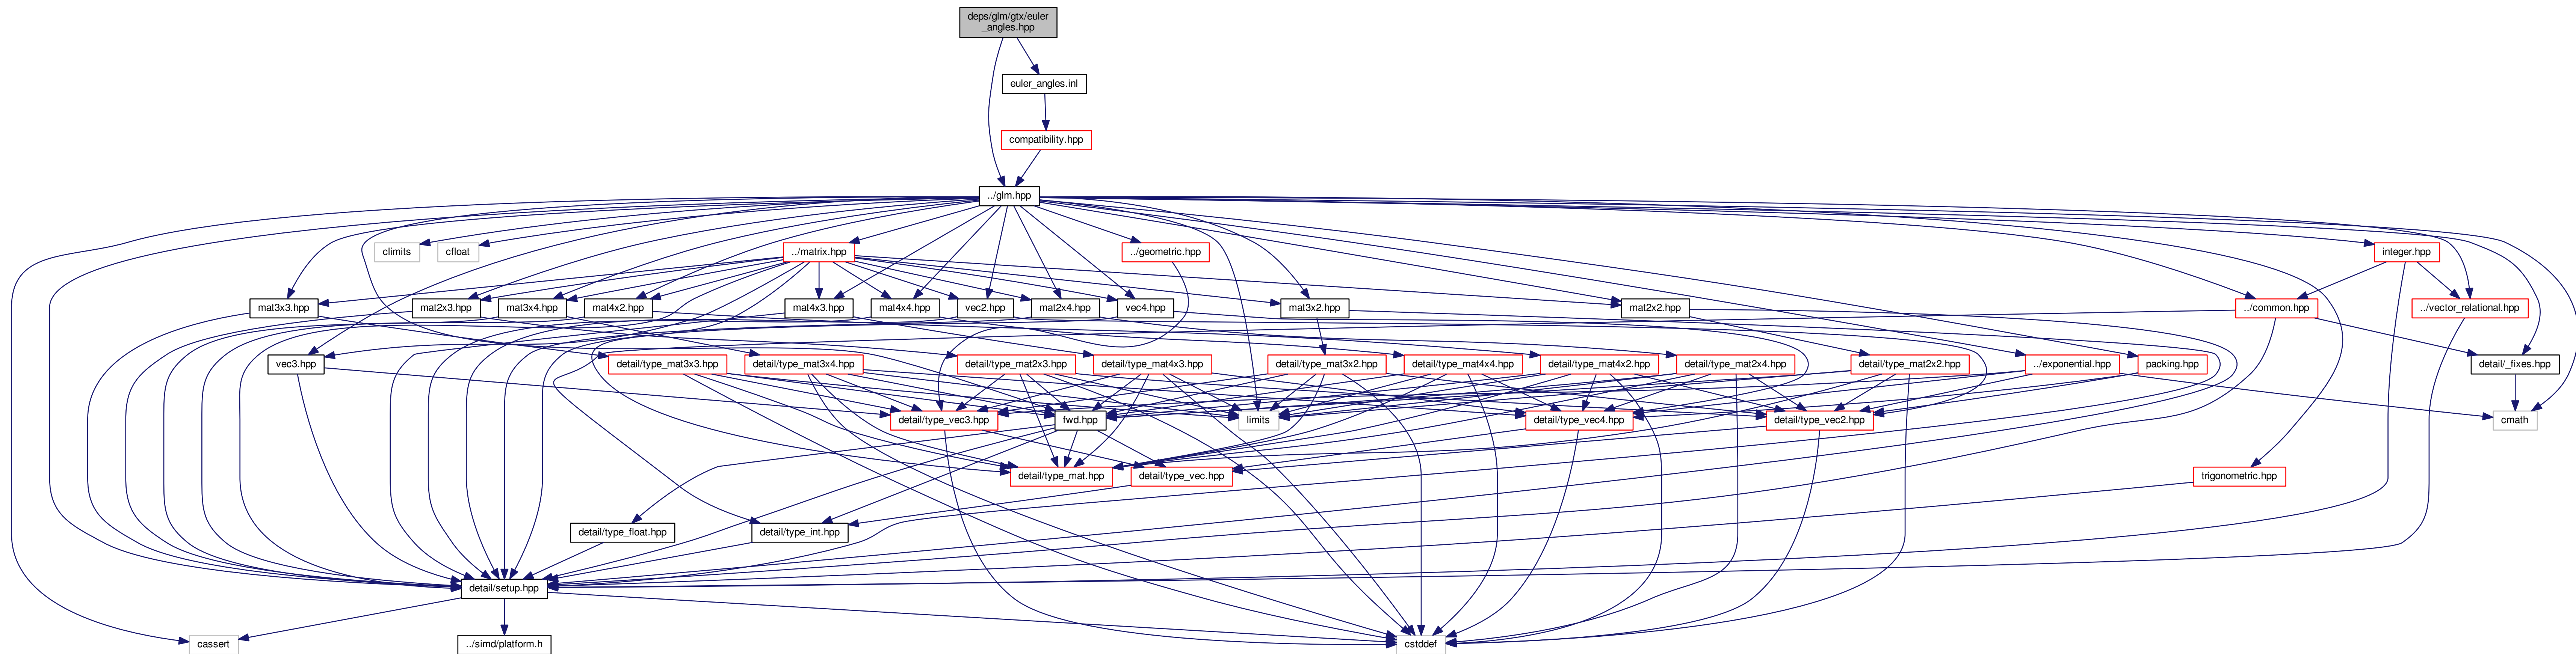 deps/glm/gtx/euler
_angles.hpp
euler_angles.inl
compatibility.hpp
../glm.hpp
climits
cfloat
../matrix.hpp
../geometric.hpp
integer.hpp
mat3x3.hpp
mat2x3.hpp
mat3x4.hpp
mat4x2.hpp
mat4x3.hpp
mat4x4.hpp
vec2.hpp
mat2x4.hpp
vec4.hpp
mat3x2.hpp
mat2x2.hpp
../common.hpp
../vector_relational.hpp
vec3.hpp
detail/type_mat3x3.hpp
detail/type_mat3x4.hpp
detail/type_mat2x3.hpp
detail/type_mat4x3.hpp
detail/type_mat3x2.hpp
detail/type_mat4x4.hpp
detail/type_mat4x2.hpp
detail/type_mat2x4.hpp
detail/type_mat2x2.hpp
../exponential.hpp
packing.hpp
detail/_fixes.hpp
detail/type_vec3.hpp
fwd.hpp
limits
detail/type_vec4.hpp
detail/type_vec2.hpp
cmath
detail/type_mat.hpp
detail/type_vec.hpp
trigonometric.hpp
detail/type_float.hpp
detail/type_int.hpp
detail/setup.hpp
cassert
../simd/platform.h
cstddef